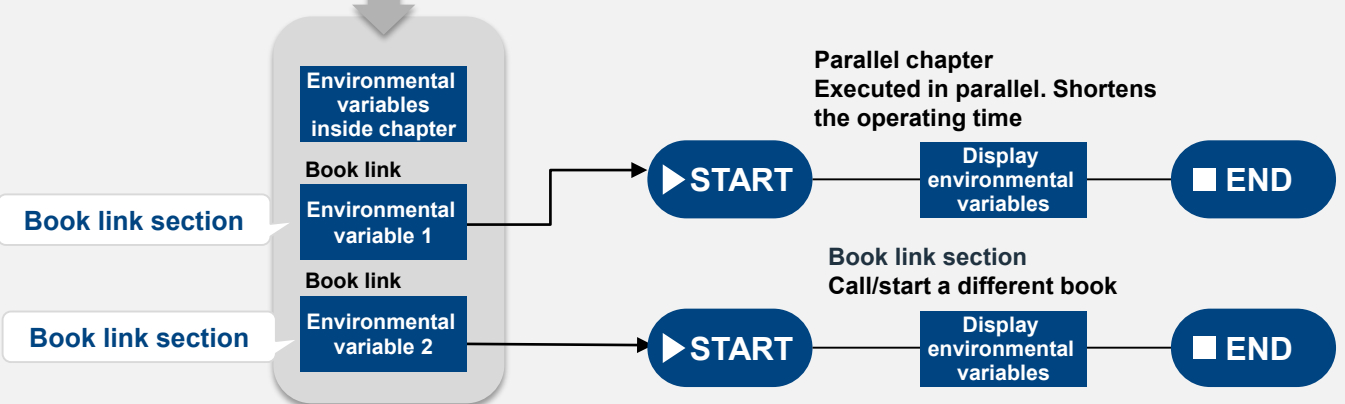 Environmental
variables
inside chapter
Book link
Environmental
variable 1
Book link section
Book link
Environmental
variable 2
Book link section
Parallel chapter
Executed in parallel. Shortens
the operating time
START
Display
environmental
variables
END
Book link section
Call/start a different book
START
Display
environmental
variables
END